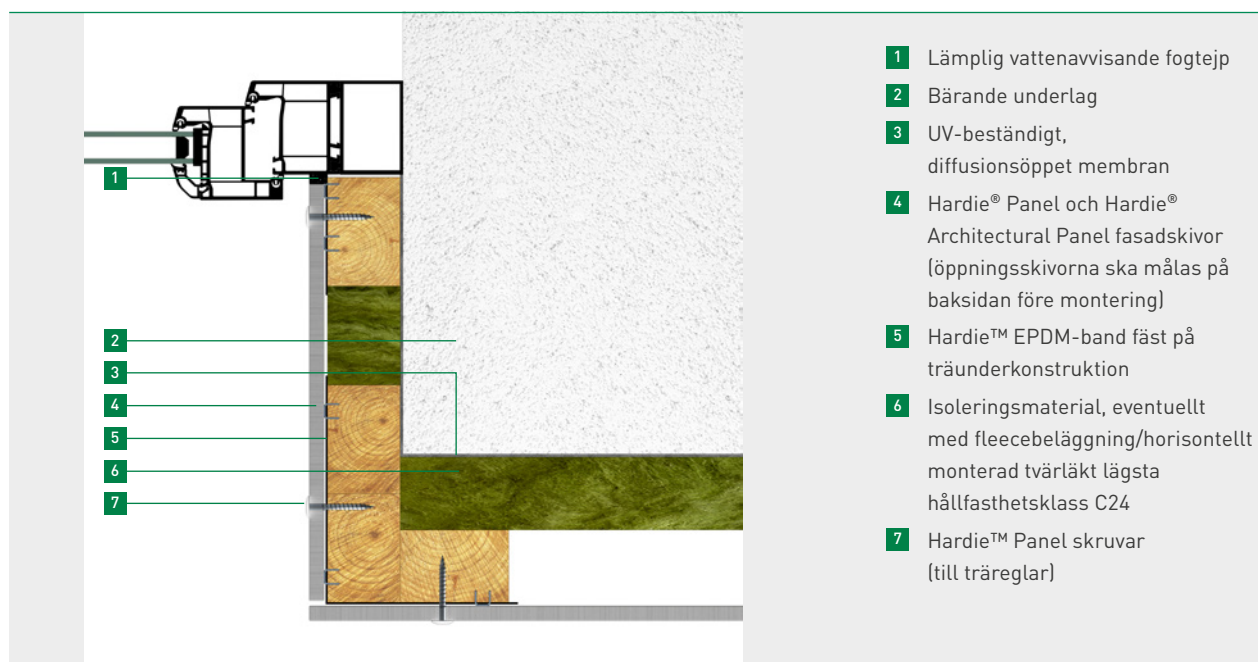 1 Lämplig vattenavvisande fogtejp
2 Bärande underlag
3 UV-beständigt,
diffusionsöppet membran
4 Hardie® Panel och Hardie®
Architectural Panel fasadskivor
(öppningsskivorna ska målas på
baksidan före montering)
5 Hardie™ EPDM-band fäst på
träunderkonstruktion
6 Isoleringsmaterial, eventuellt
med fleecebeläggning/horisontellt
monterad tvärläkt lägsta
hållfasthetsklass C24
7 Hardie™ Panel skruvar
(till träreglar)
1
2
3
4
5
6
7